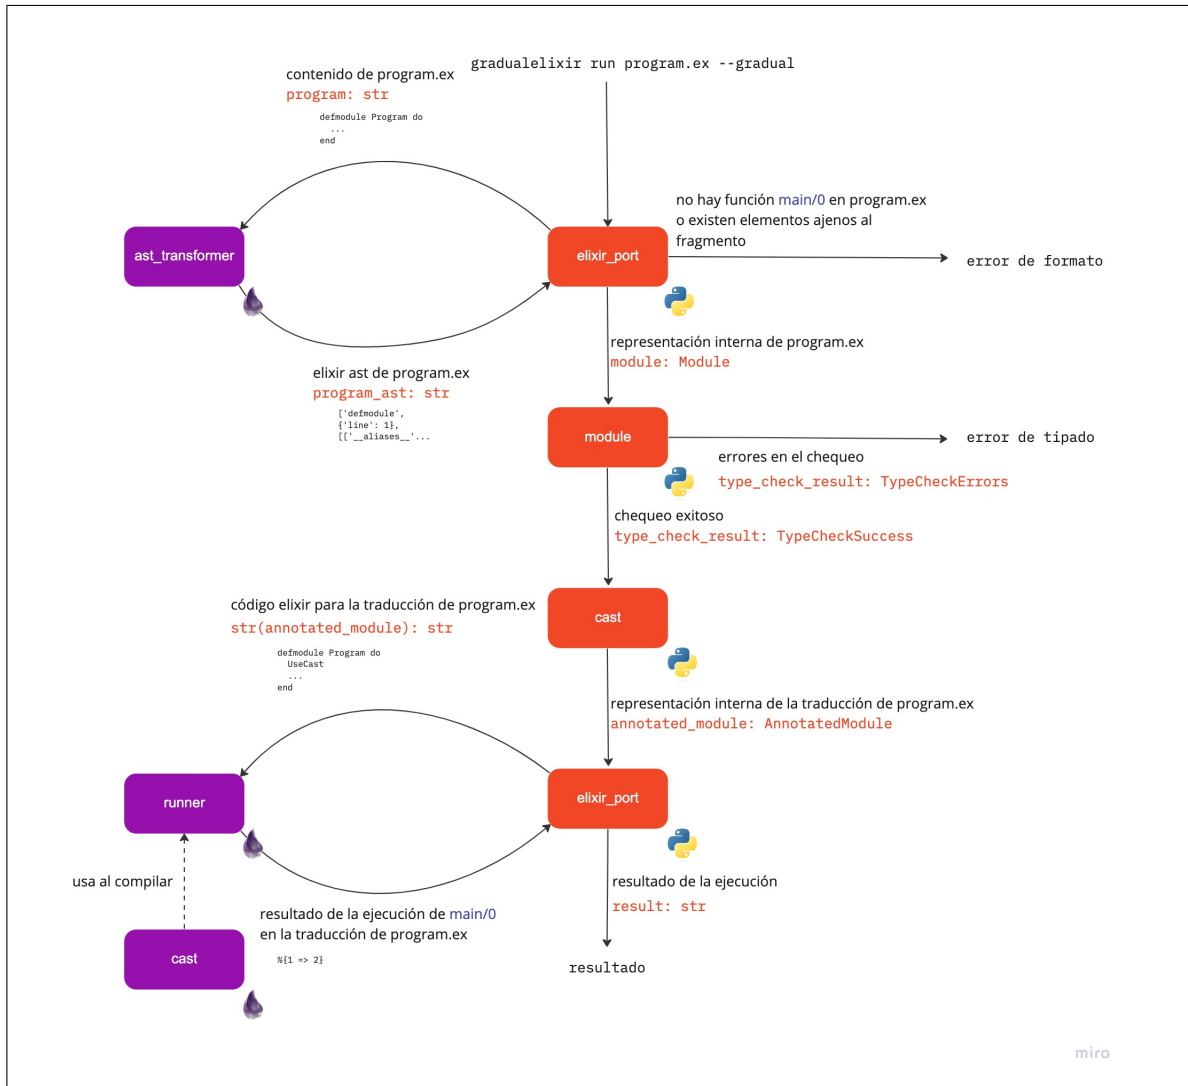 gradualelixir run program.ex --gradual
contenido de program.ex
program: str
defmodule Program do
...
end
no hay función main/0 en program.ex
o existen elementos ajenos al
fragmento
ast_transformer
elixir_port
error de formato
representación interna de program.ex
module: Module
elixir ast de program.ex
program_ast: str
['defmodule',
{'line': 1},
[['__aliases__'...
module
error de tipado
errores en el chequeo
type_check_result: TypeCheckErrors
chequeo exitoso
type_check_result: TypeCheckSuccess
código elixir para la traducción de program.ex
str(annotated_module): str
cast
defmodule Program do
UseCast
...
end
representación interna de la traducción de program.ex
annotated_module: AnnotatedModule
runner
elixir_port
usa al compilar
resultado de la ejecución
result: str
resultado de la ejecución de main/0
en la traducción de program.ex
cast
%{1 => 2}
resultado
miro